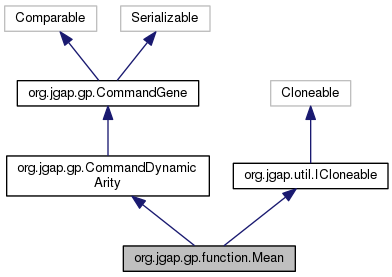 Comparable
Serializable
org.jgap.gp.CommandGene
Cloneable
org.jgap.gp.CommandDynamic
Arity
org.jgap.util.ICloneable
org.jgap.gp.function.Mean